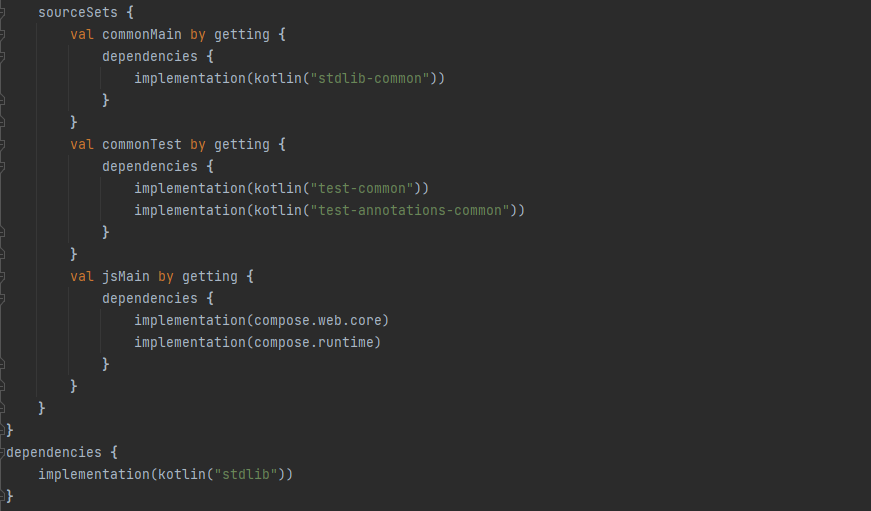 sourceSets {
val commonMain by getting {
dependencies {
implementation(kotlin("stdlib-common"))
}
}
val commonTest by getting {
dependencies {
implementation(kotlin("test-common"))
implementation(kotlin("test-annotations-common"))
}
}
val jsMain by getting {
dependencies {
implementation(compose.web.core)
implementation(compose.runtime)
}
}
}
}
dependencies {
implementation(kotlin("stdlib"))
}